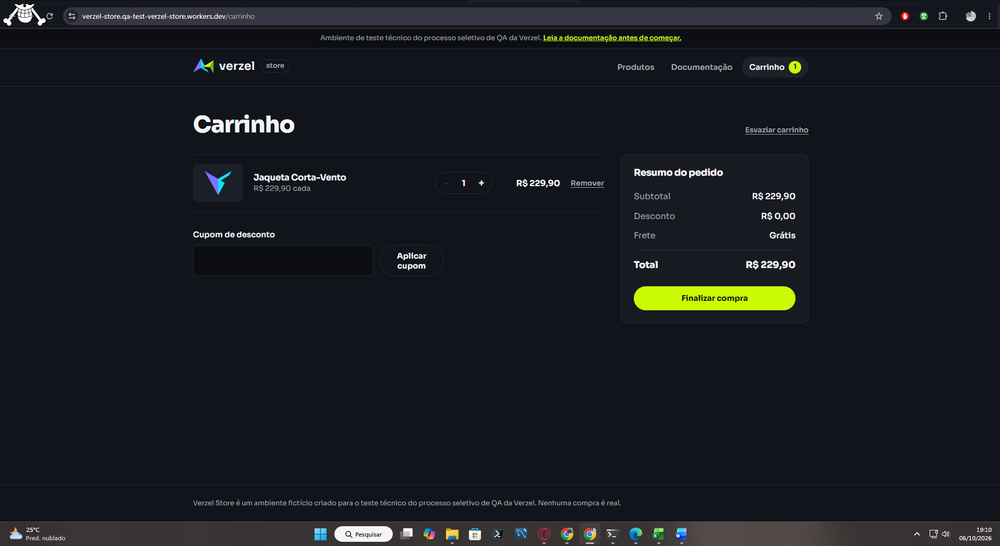 verzel-store.qa-test-verzel-store.workers.dev/carrinho
Ambiente de teste técnico do processo seletivo de QA da Verzel. Leia a documentação antes de começar.
verzel store
Produtos Documentação Carrinho 1
Carrinho
Esvaziar carrinho
Jaqueta Corta-Vento
R$ 229,90 cada
- 1 +
R$ 229,90 Remover
Cupom de desconto
Aplicar
cupom
Resumo do pedido
Subtotal R$ 229,90
Desconto R$ 0,00
Frete Grátis
Total R$ 229,90
Finalizar compra
Verzel Store é um ambiente fictício criado para o teste técnico do processo seletivo de QA da Verzel. Nenhuma compra é real.
25°C
Pred. nublado
Pesquisar
19:10
06/10/2026